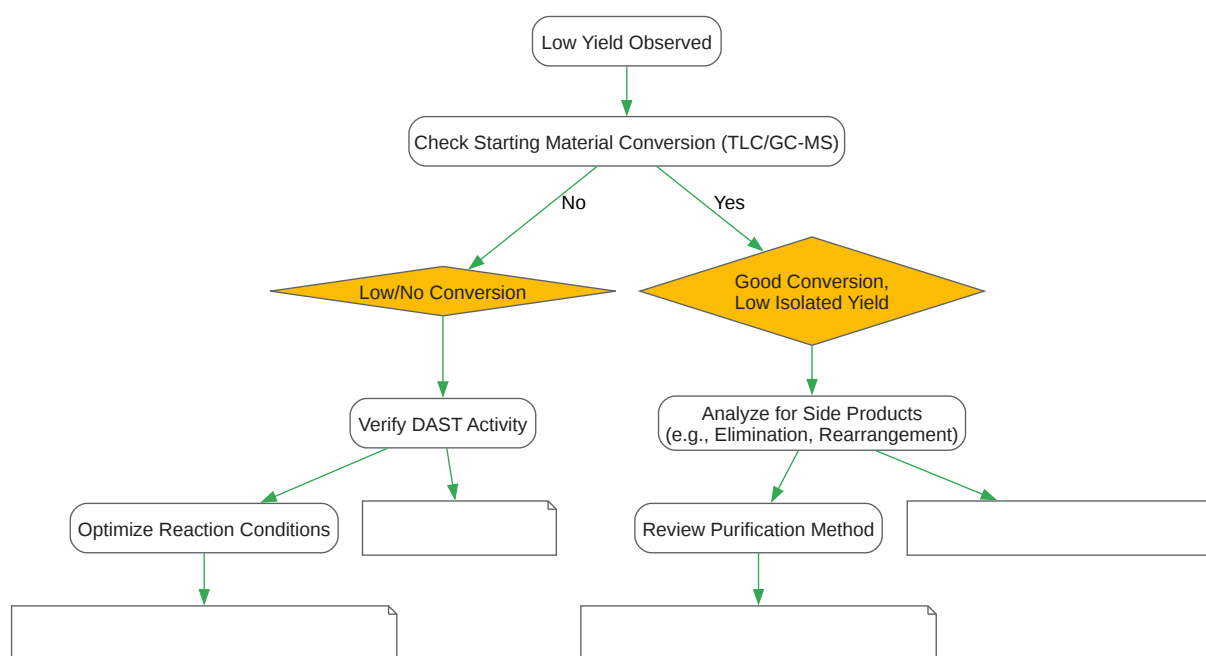 Low Yield Observed
Check Starting Material Conversion (TLC/GC-MS)
No
Yes
Low/No Conversion
Good Conversion,
Low Isolated Yield
Verify DAST Activity
Analyze for Side Products
(e.g., Elimination, Rearrangement)
Optimize Reaction Conditions
Review Purification Method